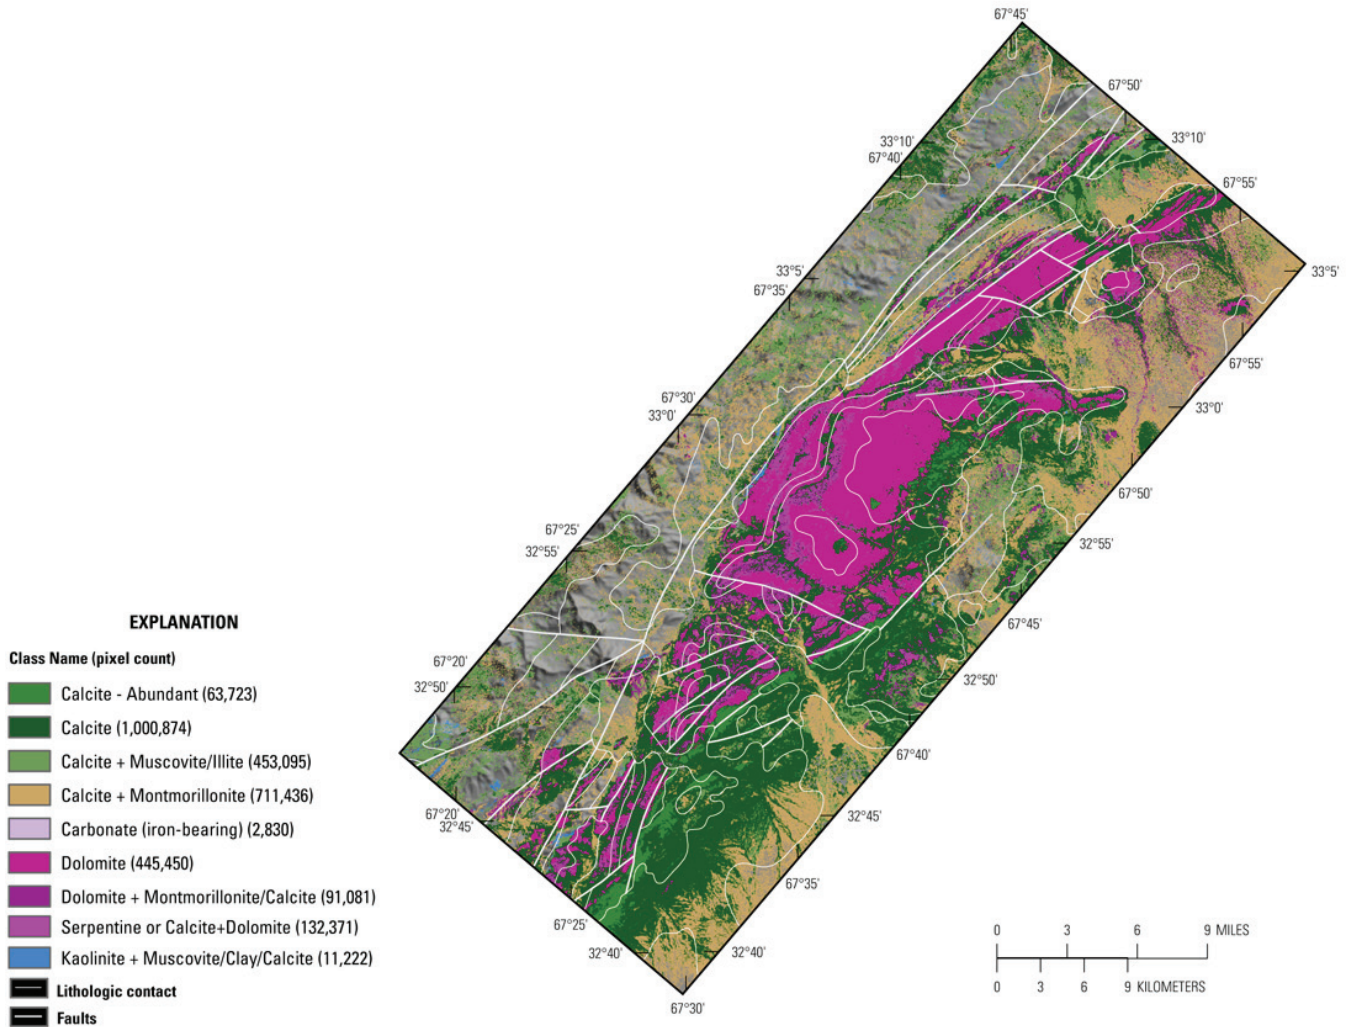 67°45'
67°50'
33°10'
67°40'
33°10'
67°55'
33°5'
67°35'
33°5'
67°55'
67°30'
33°0'
33°0'
67°50'
67°25'
32°55'
32°55'
67°45'
67°20'
32°50'
32°50'
67°40'
67°20'
32°45'
32°45'
67°35'
67°25'
32°40'
32°40'
67°30'
EXPLANATION
Class Name (pixel count)
Calcite - Abundant (63,723)
Calcite (1,000,874)
Calcite + Muscovite/Illite (453,095)
Calcite + Montmorillonite (711,436)
Carbonate (iron-bearing) (2,830)
Dolomite (445,450)
Dolomite + Montmorillonite/Calcite (91,081)
Serpentine or Calcite+Dolomite (132,371)
Kaolinite + Muscovite/Clay/Calcite (11,222)
Lithologic contact
Faults
0 3 6 9 MILES
0 3 6 9 KILOMETERS